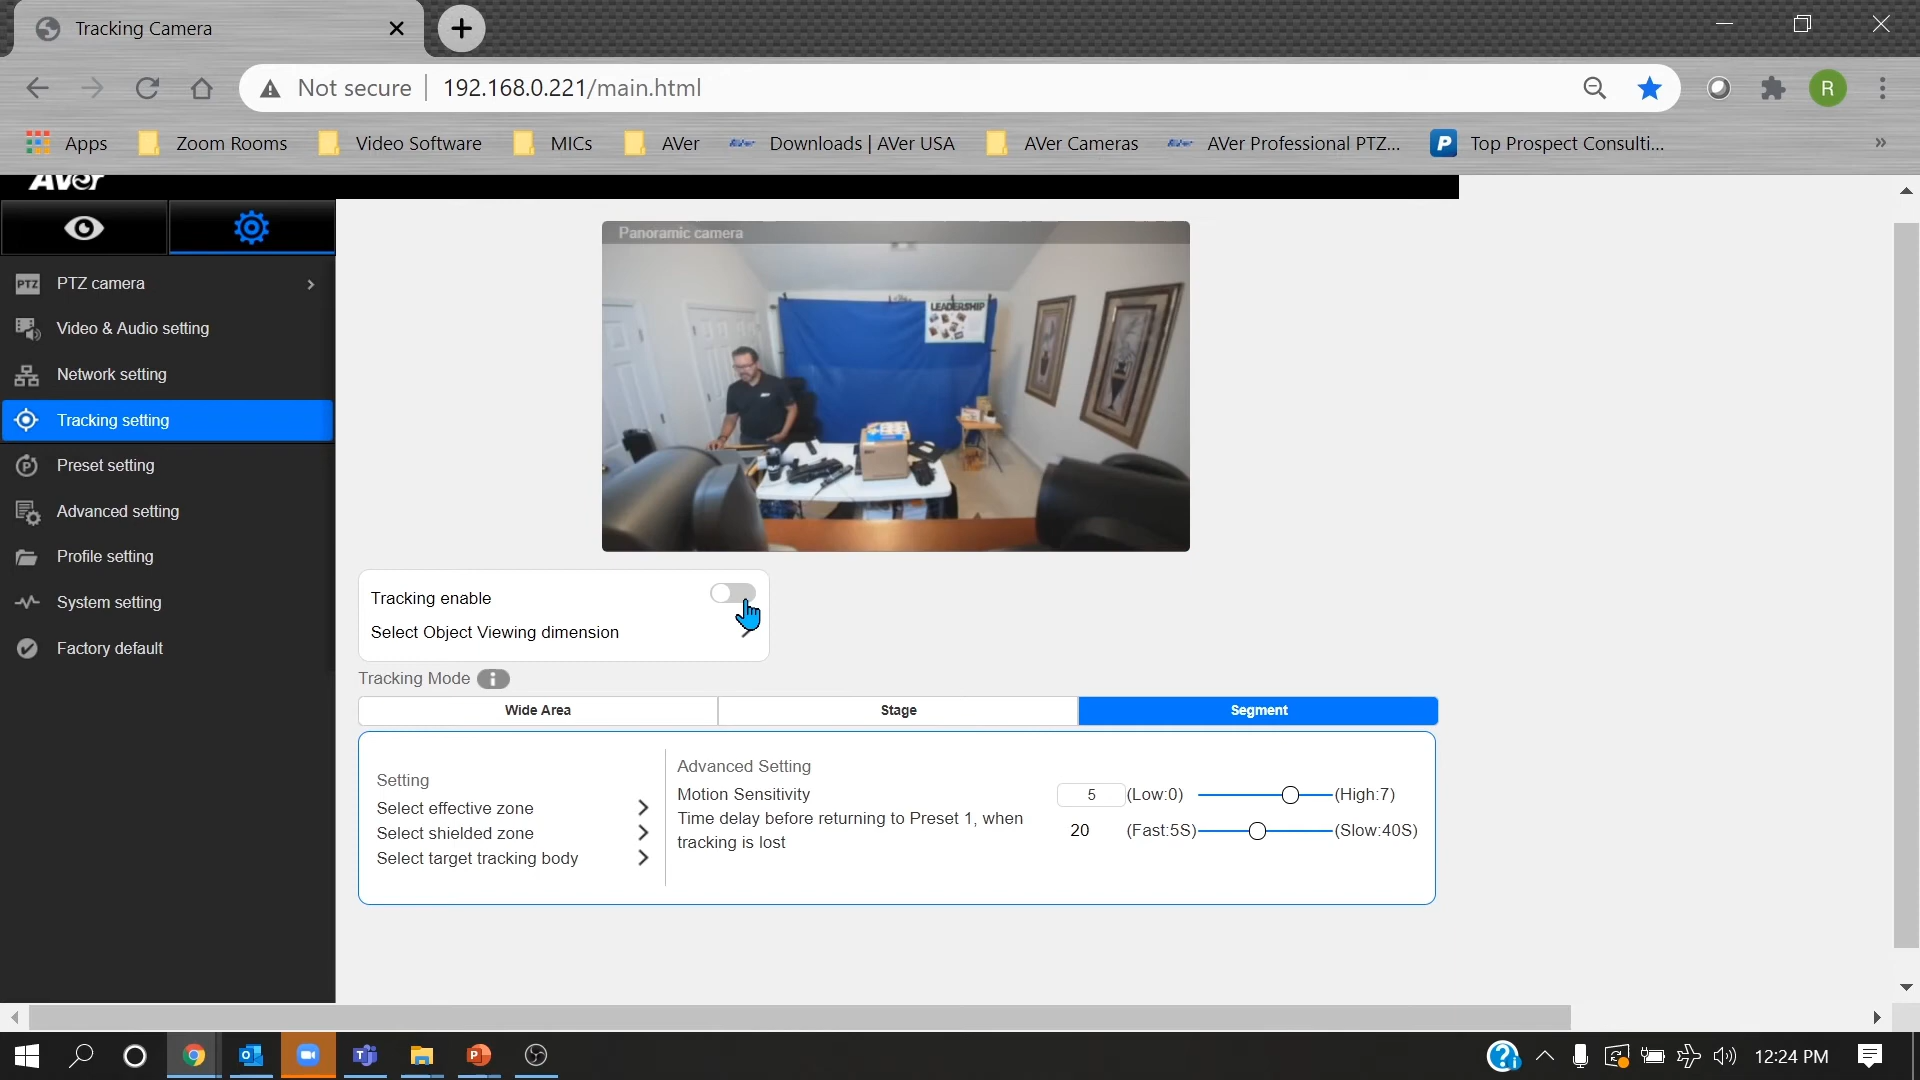 Tracking Camera
Not secure 192.168.0.221/main.html R
Apps Zoom Rooms Video Software MICs AVer Downloads | AVer USA AVer Cameras AVer Professional PTZ... Top Prospect Consulti... »
AVer
Panoramic camera
LEADERSHIP
PTZ PTZ camera
Video & Audio setting
Network setting
Tracking setting
Preset setting
Advanced setting
Profile setting
System setting
Factory default
Tracking enable
Select Object Viewing dimension
Tracking Mode i
Wide Area Stage Segment
Setting
Select effective zone
Select shielded zone
Select target tracking body
Advanced Setting
Motion Sensitivity 5 (Low:0) (High:7)
Time delay before returning to Preset 1, when 20 (Fast:5S) (Slow:40S)
tracking is lost
12:24 PM